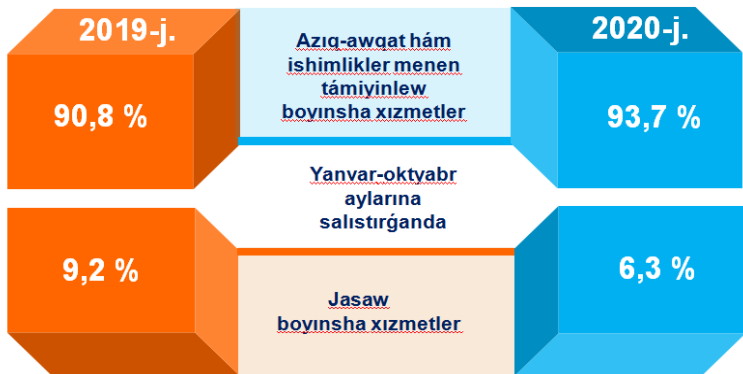 2019-j.
90,8 %
9,2 %
Azıq-awqat hám
ishimlikler menen
támiyinlew
boyınsha xızmetler
Yanvar-oktyabr
aylarına
salıstırǵanda
Jasaw
boyınsha xızmetler
2020-j.
93,7 %
6,3 %